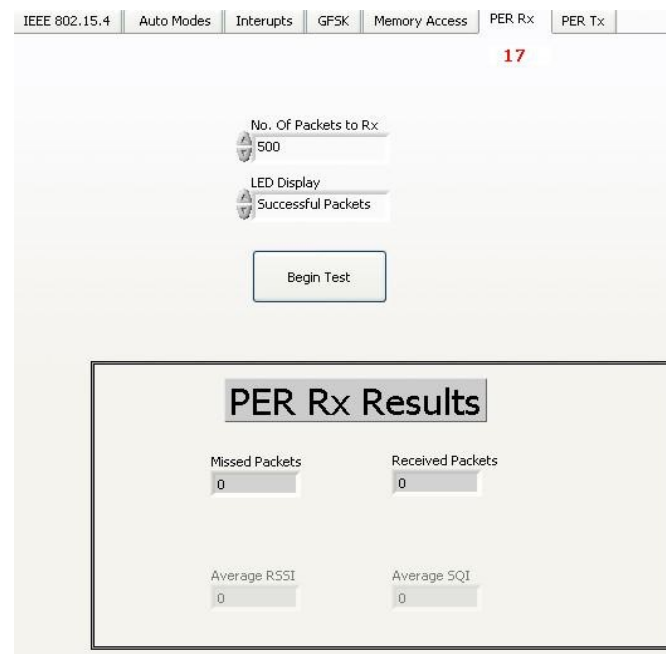 IEEE 802.15.4 Auto Modes Interupts GFSK Memory Access PER Rx PER Tx
17
No. Of Packets to Rx
500
LED Display
Successful Packets
Begin Test
PER Rx Results
Missed Packets Received Packets
0 0
Average RSSI Average SQI
0 0